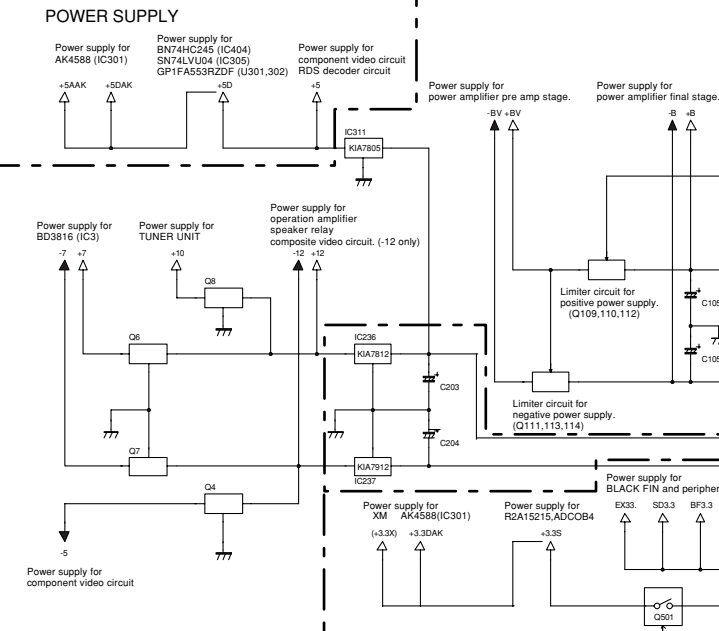 POWER SUPPLY
Power supply for
AK4588 (IC301)
Power supply for
BN74HC245 (IC404)
SN74LVU04 (IC305)
GP1FA553RZDF (U301,302)
Power supply for
component video circuit
RDS decoder circuit
+5AAK
+5DAK
+5D
+5
Power supply for
power amplifier pre amp stage.
Power supply for
power amplifier final stage.
-BV +BV
-B +B
IC311
KIA7805
Power supply for
BD3816 (IC3)
Power supply for
TUNER UNIT
Power supply for
operation amplifier
speaker relay
composite video circuit. (-12 only)
-7 +7
+10
-12 +12
Q8
Limiter circuit for
positive power supply.
(Q109,110,112)
Q6
IC236
KIA7812
C203
C204
Limiter circuit for
negative power supply.
(Q111,113,114)
Q7
KIA7912
IC237
Q4
-5
Power supply for
component video circuit
Power supply for
XM AK4588(IC301)
(+3.3X) +3.3DAK
Power supply for
R2A15215,ADCOB4
+3.3S
Power supply for
BLACK FIN and peripher
EX33. SD3.3 BF3.3
Q501